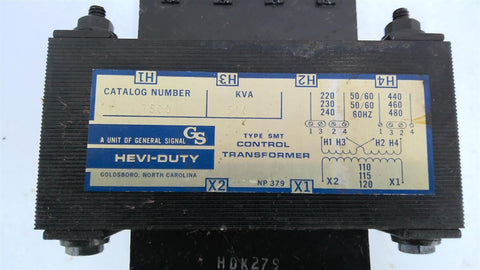 H1 H3 H2 H4
CATALOG NUMBER KVA
220 50/60 440
230 50/60 460
240 60HZ 480
1 3 2 4 1 3 2 4
A UNIT OF GENERAL SIGNAL GS
TYPE SMT
CONTROL
TRANSFORMER
HEVI-DUTY
GOLDSBORO, NORTH CAROLINA
H1 H3 H2 H4
110
X2 115 X1
120
X2 NP 379 X1
HDK27S